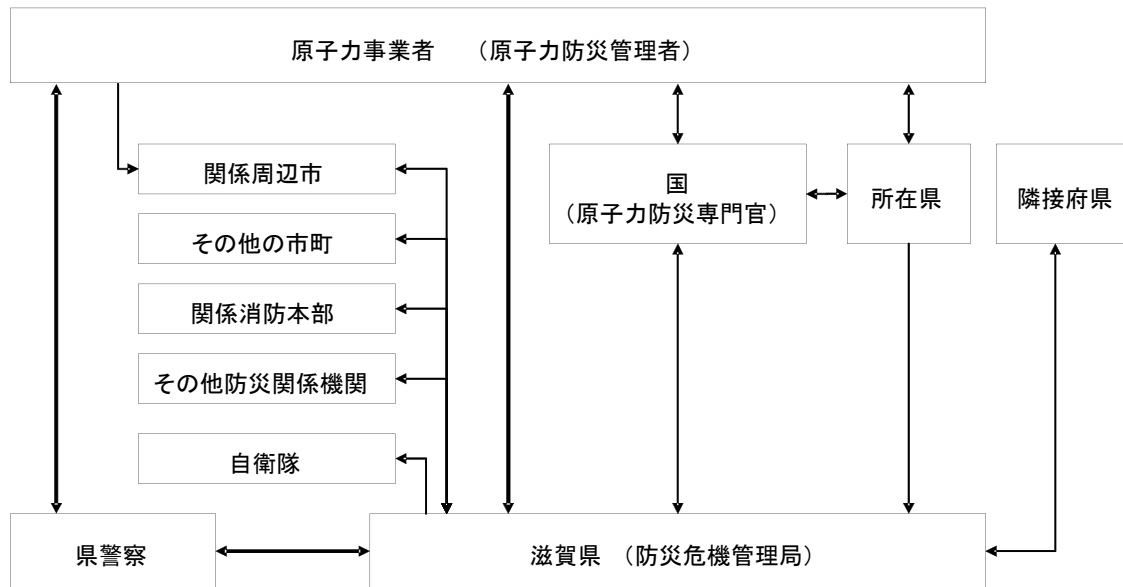 原子力事業者 （原子力防災管理者）
関係周辺市
国
（原子力防災専門官）
所在県
隣接府県
その他の市町
関係消防本部
その他防災関係機関
自衛隊
県警察
滋賀県 （防災危機管理局）